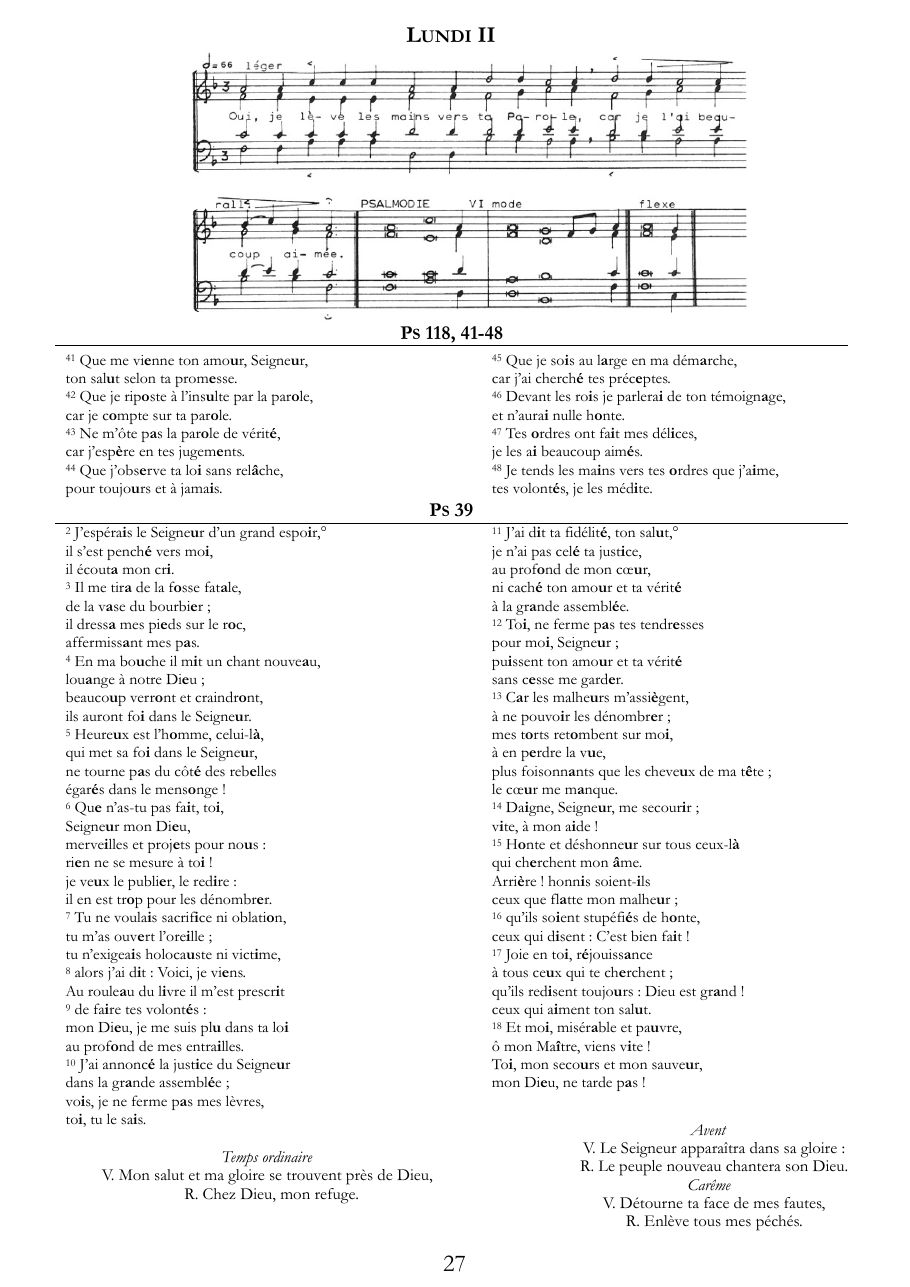 LUNDI II
𝅗𝅥=66 léger
3
Oui, je lè- ve les mains vers ta Pa- ro- le, car je l'ai beau-
3
rall. PSALMODIE VI mode flexe
coup ai- mée.
Ps 118, 41-48
41 Que me vienne ton amour, Seigneur,
ton salut selon ta promesse.
42 Que je riposte à l’insulte par la parole,
car je compte sur ta parole.
43 Ne m’ôte pas la parole de vérité,
car j’espère en tes jugements.
44 Que j’observe ta loi sans relâche,
pour toujours et à jamais.
45 Que je sois au large en ma démarche,
car j’ai cherché tes préceptes.
46 Devant les rois je parlerai de ton témoignage,
et n’aurai nulle honte.
47 Tes ordres ont fait mes délices,
je les ai beaucoup aimés.
48 Je tends les mains vers tes ordres que j’aime,
tes volontés, je les médite.
Ps 39
2 J’espérais le Seigneur d’un grand espoir,°
il s’est penché vers moi,
il écouta mon cri.
3 Il me tira de la fosse fatale,
de la vase du bourbier ;
il dressa mes pieds sur le roc,
affermissant mes pas.
4 En ma bouche il mit un chant nouveau,
louange à notre Dieu ;
beaucoup verront et craindront,
ils auront foi dans le Seigneur.
5 Heureux est l’homme, celui-là,
qui met sa foi dans le Seigneur,
ne tourne pas du côté des rebelles
égarés dans le mensonge !
6 Que n’as-tu pas fait, toi,
Seigneur mon Dieu,
merveilles et projets pour nous :
rien ne se mesure à toi !
je veux le publier, le redire :
il en est trop pour les dénombrer.
7 Tu ne voulais sacrifice ni oblation,
tu m’as ouvert l’oreille ;
tu n’exigeais holocauste ni victime,
8 alors j’ai dit : Voici, je viens.
Au rouleau du livre il m’est prescrit
9 de faire tes volontés :
mon Dieu, je me suis plu dans ta loi
au profond de mes entrailles.
10 J’ai annoncé la justice du Seigneur
dans la grande assemblée ;
vois, je ne ferme pas mes lèvres,
toi, tu le sais.
11 J’ai dit ta fidélité, ton salut,°
je n’ai pas celé ta justice,
au profond de mon cœur,
ni caché ton amour et ta vérité
à la grande assemblée.
12 Toi, ne ferme pas tes tendresses
pour moi, Seigneur ;
puissent ton amour et ta vérité
sans cesse me garder.
13 Car les malheurs m’assiègent,
à ne pouvoir les dénombrer ;
mes torts retombent sur moi,
à en perdre la vue,
plus foisonnants que les cheveux de ma tête ;
le cœur me manque.
14 Daigne, Seigneur, me secourir ;
vite, à mon aide !
15 Honte et déshonneur sur tous ceux-là
qui cherchent mon âme.
Arrière ! honnis soient-ils
ceux que flatte mon malheur ;
16 qu’ils soient stupéfiés de honte,
ceux qui disent : C’est bien fait !
17 Joie en toi, réjouissance
à tous ceux qui te cherchent ;
qu’ils redisent toujours : Dieu est grand !
ceux qui aiment ton salut.
18 Et moi, misérable et pauvre,
ô mon Maître, viens vite !
Toi, mon secours et mon sauveur,
mon Dieu, ne tarde pas !
Temps ordinaire
V. Mon salut et ma gloire se trouvent près de Dieu,
R. Chez Dieu, mon refuge.
Avent
V. Le Seigneur apparaîtra dans sa gloire :
R. Le peuple nouveau chantera son Dieu.
Carême
V. Détourne ta face de mes fautes,
R. Enlève tous mes péchés.
27